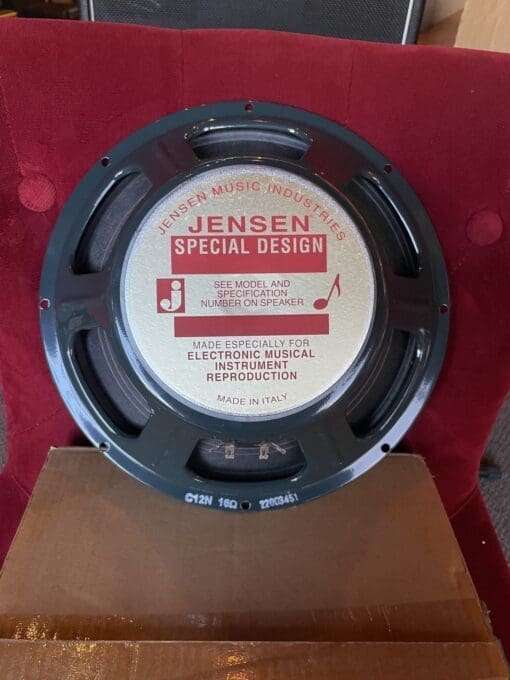 JENSEN MUSIC INDUSTRIES
JENSEN
SPECIAL DESIGN
SEE MODEL AND
SPECIFICATION
NUMBER ON SPEAKER
j
MADE ESPECIALLY FOR
ELECTRONIC MUSICAL
INSTRUMENT
REPRODUCTION
MADE IN ITALY
C12N 16Ω 22003451